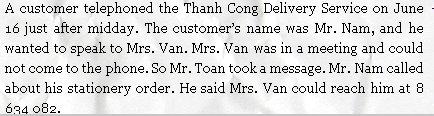 A customer telephoned the Thanh Cong Delivery Service on June
16 just after midday. The customer's name was Mr. Nam, and he
wanted to speak to Mrs. Van. Mrs. Van was in a meeting and could
not come to the phone. So Mr. Toan took a message. Mr. Nam called
about his stationery order. He said Mrs. Van could reach him at 8
634 082.